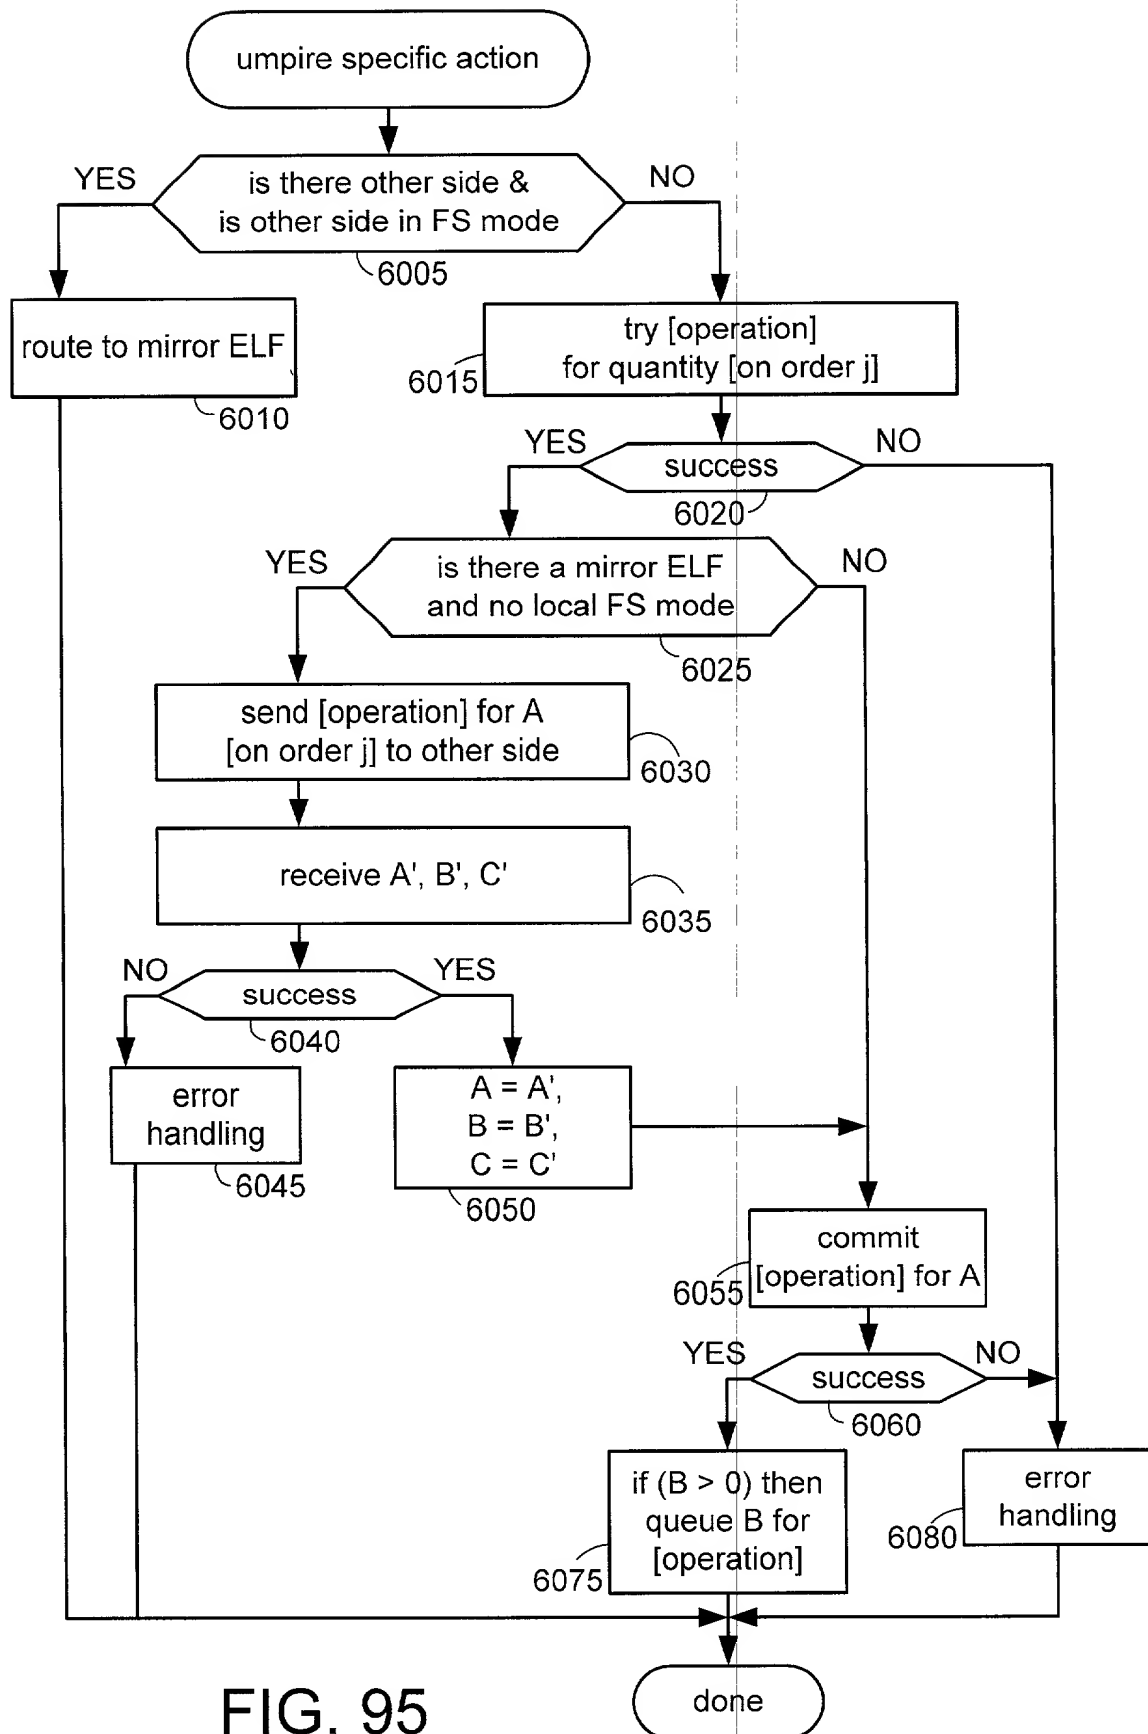 umpire specific action
YES
is there other side &
is other side in FS mode
NO
6005
route to mirror ELF
6010
try [operation]
for quantity [on order j]
6015
YES
success
NO
6020
YES
is there a mirror ELF
and no local FS mode
NO
6025
send [operation] for A
[on order j] to other side
6030
receive A', B', C'
6035
NO
success
YES
6040
error
handling
6045
A = A',
B = B',
C = C'
6050
commit
[operation] for A
6055
YES
success
NO
6060
if (B > 0) then
queue B for
[operation]
6075
error
handling
6080
done
FIG. 95